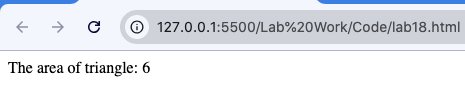 127.0.0.1:5500/Lab%20Work/Code/lab18.html
The area of triangle: 6